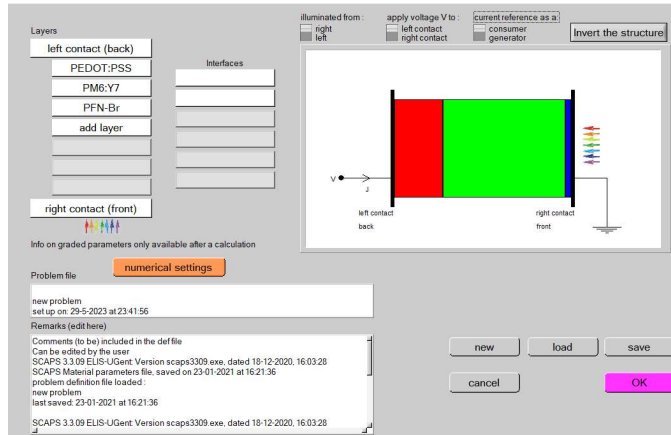 illuminated from :
right
left
apply voltage V to :
left contact
right contact
current reference as a:
consumer
generator
Invert the structure
Layers
left contact (back)
PEDOT:PSS
PM6:Y7
PFN-Br
add layer
right contact (front)
Interfaces
V
J
left contact
back
right contact
front
Info on graded parameters only available after a calculation
numerical settings
Problem file
new problem
set up on: 29-5-2023 at 23:41:56
Remarks (edit here)
Comments (to be) included in the def file
Can be edited by the user
SCAPS 3.3.09 ELIS-UGent: Version scaps3309.exe, dated 18-12-2020, 16:03:28
SCAPS Material parameters file, saved on 23-01-2021 at 16:21:36
problem definition file loaded :
new problem
last saved: 23-01-2021 at 16:21:36
SCAPS 3.3.09 ELIS-UGent: Version scaps3309.exe, dated 18-12-2020, 16:03:28
new
load
save
cancel
OK